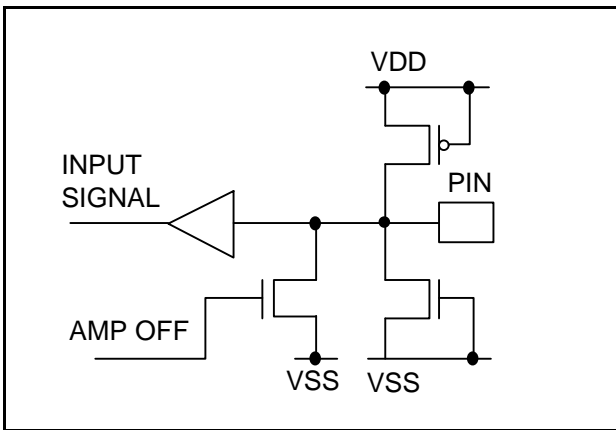 VDD
INPUT
SIGNAL
PIN
AMP OFF
VSS
VSS